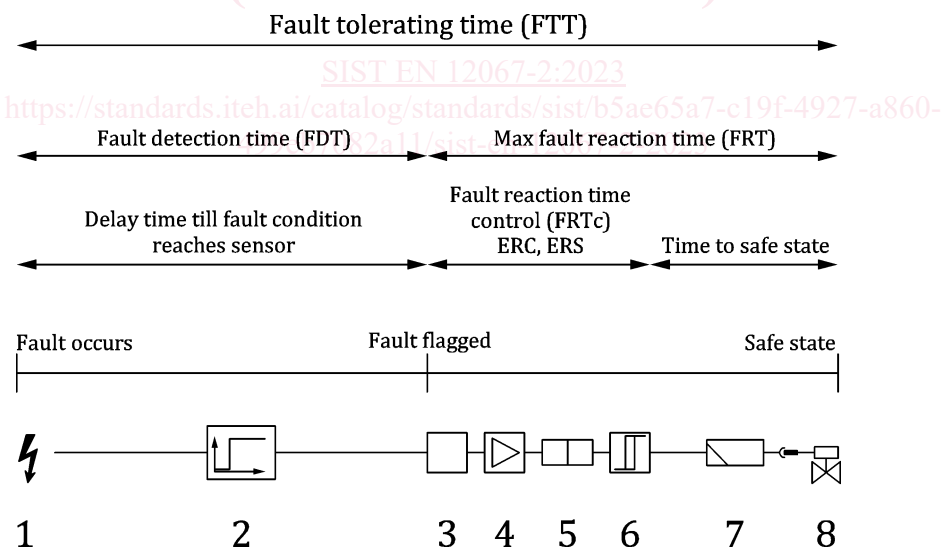 Fault tolerating time (FTT)
SIST EN 12067-2:2023
https://standards.iteh.ai/catalog/standards/sist/b5ae65a7-c19f-4927-a860-
Fault detection time (FDT)
Max fault reaction time (FRT)
Fault reaction time
control (FRTc)
ERC, ERS
Delay time till fault condition
reaches sensor
Time to safe state
Fault occurs
Fault flagged
Safe state
1 2 3 4 5 6 7 8